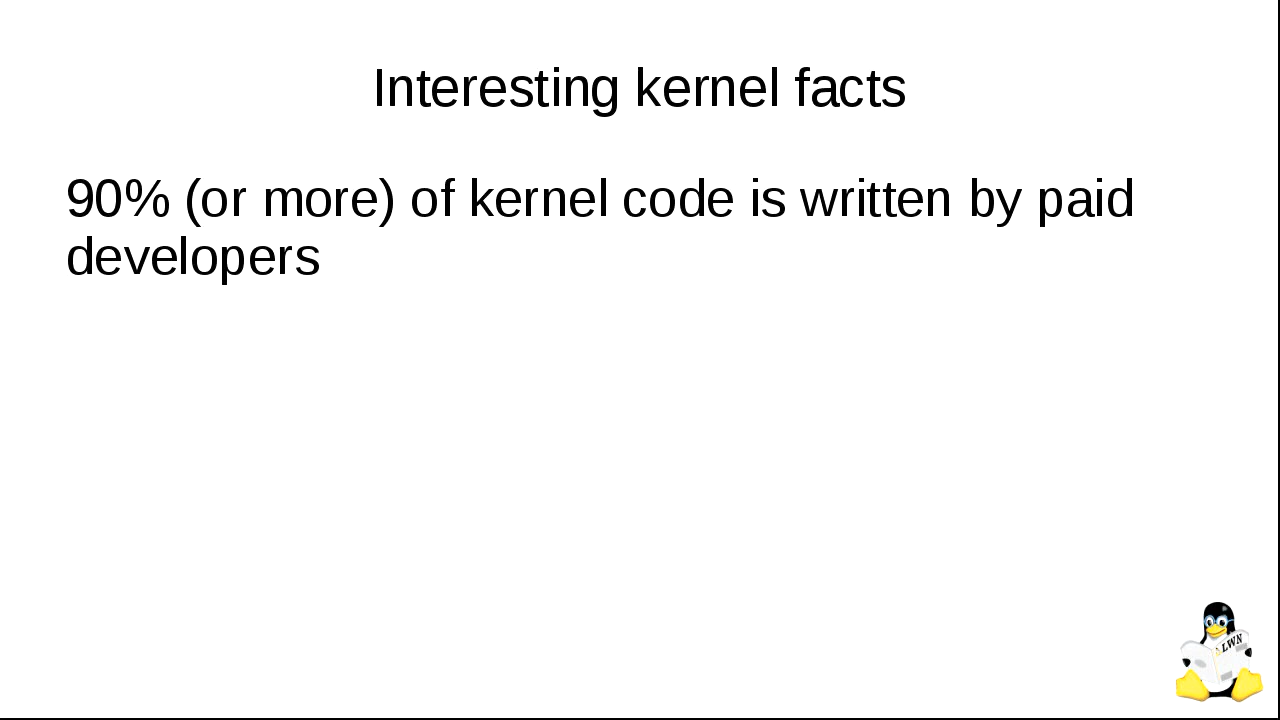 Interesting kernel facts
90% (or more) of kernel code is written by paid
developers
LWN